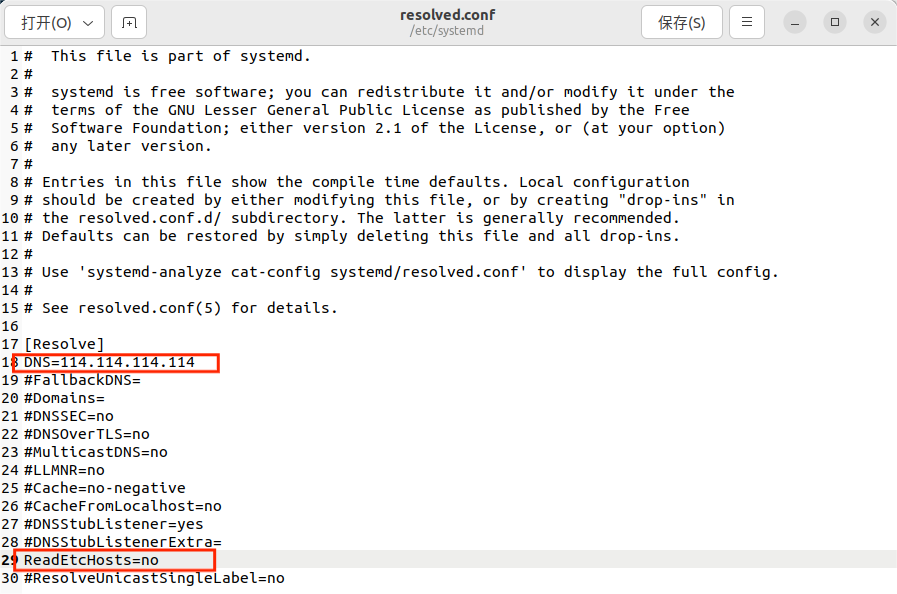 打开(O)
resolved.conf
/etc/systemd
保存(S)
1 #  This file is part of systemd.
2 #
3 #  systemd is free software; you can redistribute it and/or modify it under the
4 #  terms of the GNU Lesser General Public License as published by the Free
5 #  Software Foundation; either version 2.1 of the License, or (at your option)
6 #  any later version.
7 #
8 # Entries in this file show the compile time defaults. Local configuration
9 # should be created by either modifying this file, or by creating "drop-ins" in
10 # the resolved.conf.d/ subdirectory. The latter is generally recommended.
11 # Defaults can be restored by simply deleting this file and all drop-ins.
12 #
13 # Use 'systemd-analyze cat-config systemd/resolved.conf' to display the full config.
14 #
15 # See resolved.conf(5) for details.
16
17 [Resolve]
18 DNS=114.114.114.114
19 #FallbackDNS=
20 #Domains=
21 #DNSSEC=no
22 #DNSOverTLS=no
23 #MulticastDNS=no
24 #LLMNR=no
25 #Cache=no-negative
26 #CacheFromLocalhost=no
27 #DNSStubListener=yes
28 #DNSStubListenerExtra=
29 ReadEtcHosts=no
30 #ResolveUnicastSingleLabel=no